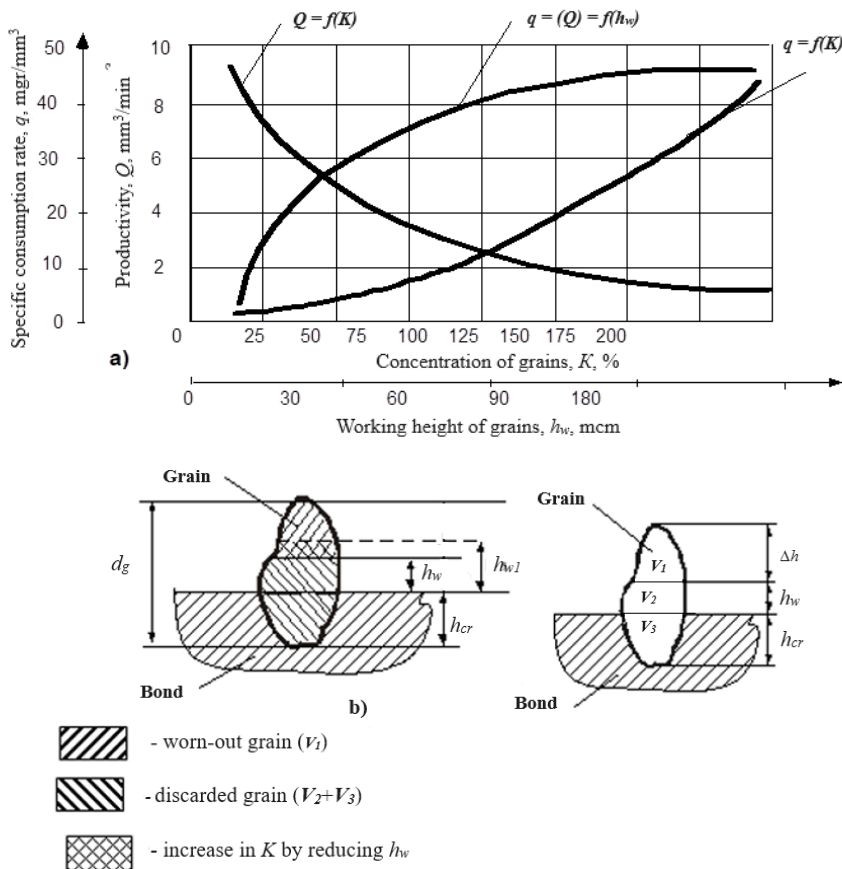 Q = f(K)
q = (Q) = f(hw)
q = f(K)
Specific consumption rate, q, mgr/mm³
50
40
30
20
10
0
Productivity, Q, mm³/min
10
8
6
4
2
0 25 50 75 100 125 150 175 200
a)
Concentration of grains, K, %
0 30 60 90 180
Working height of grains, hw, mcm
Grain
dg
hw
hw1
hcr
Bond
b)
Grain
V1
V2
V3
Δh
hw
hcr
Bond
- worn-out grain (V1)
- discarded grain (V2+V3)
- increase in K by reducing hw